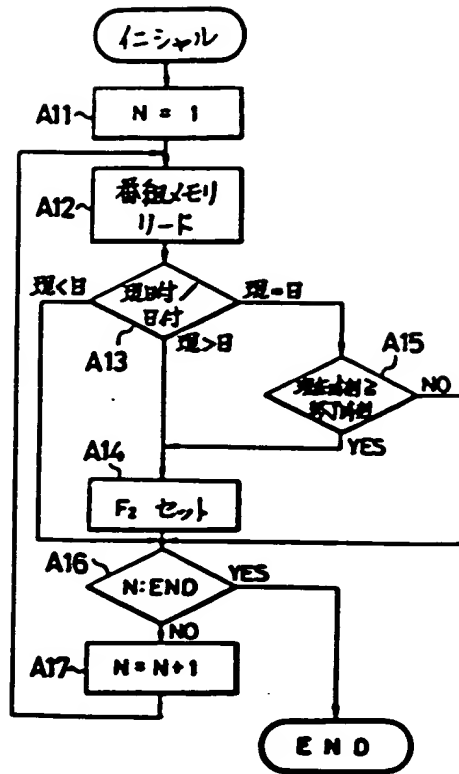 イニシャル
A11
N = 1
A12
番組メモリ
リード
現<日
現日付/
日付
現=日
A13
現>日
A15
現在時刻≧
終了時刻
NO
YES
A14
F2 セット
A16
N:END
YES
NO
A17
N=N+1
END